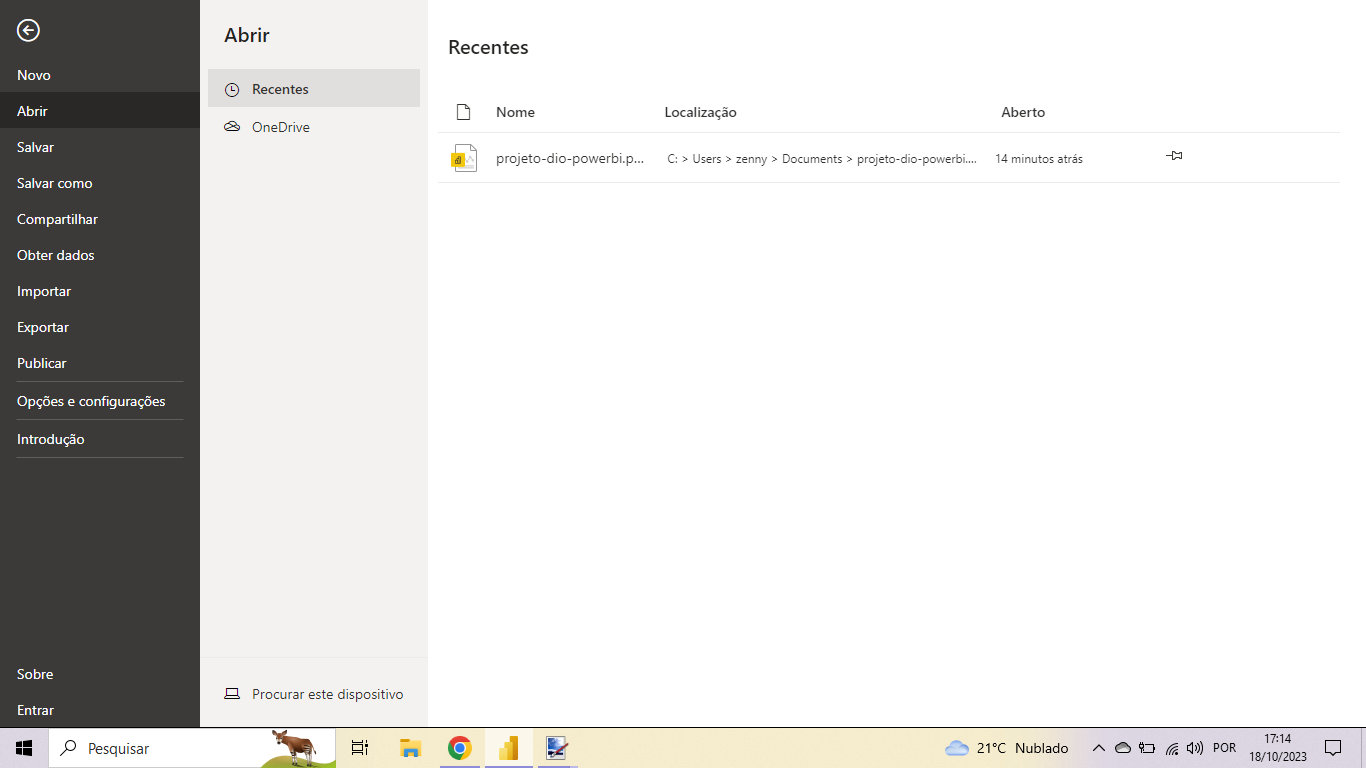 Novo
Abrir
Salvar
Salvar como
Compartilhar
Obter dados
Importar
Exportar
Publicar
Opções e configurações
Introdução
Sobre
Entrar
Abrir
Recentes
OneDrive
Procurar este dispositivo
Recentes
Nome Localização Aberto
projeto-dio-powerbi.p... C: > Users > zenny > Documents > projeto-dio-powerbi.... 14 minutos atrás
Pesquisar
21°C Nublado
POR
17:14
18/10/2023